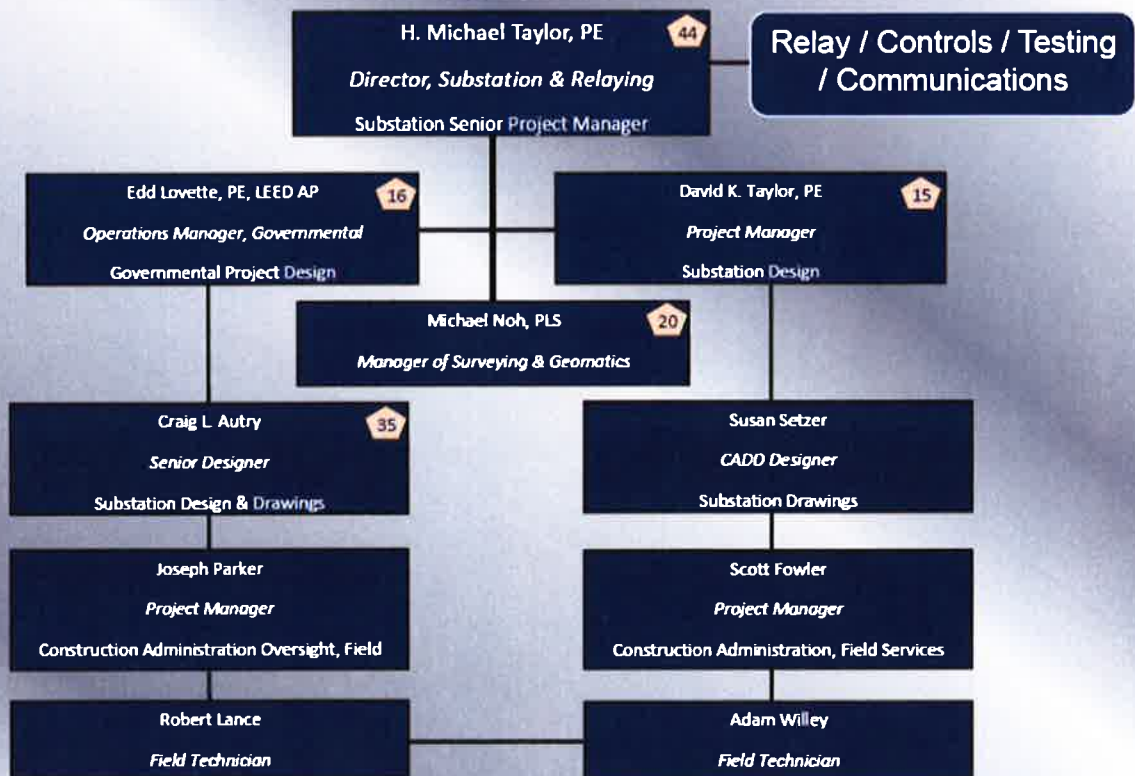 H. Michael Taylor, PE
44
Director, Substation & Relaying
Substation Senior Project Manager
Relay / Controls / Testing
/ Communications
Edd Lovette, PE, LEED AP
16
Operations Manager, Governmental
Governmental Project Design
David K. Taylor, PE
15
Project Manager
Substation Design
Michael Noh, PLS
20
Manager of Surveying & Geomatics
Craig L. Autry
35
Senior Designer
Substation Design & Drawings
Susan Setzer
CADD Designer
Substation Drawings
Joseph Parker
Project Manager
Construction Administration Oversight, Field
Scott Fowler
Project Manager
Construction Administration, Field Services
Robert Lance
Field Technician
Adam Willey
Field Technician